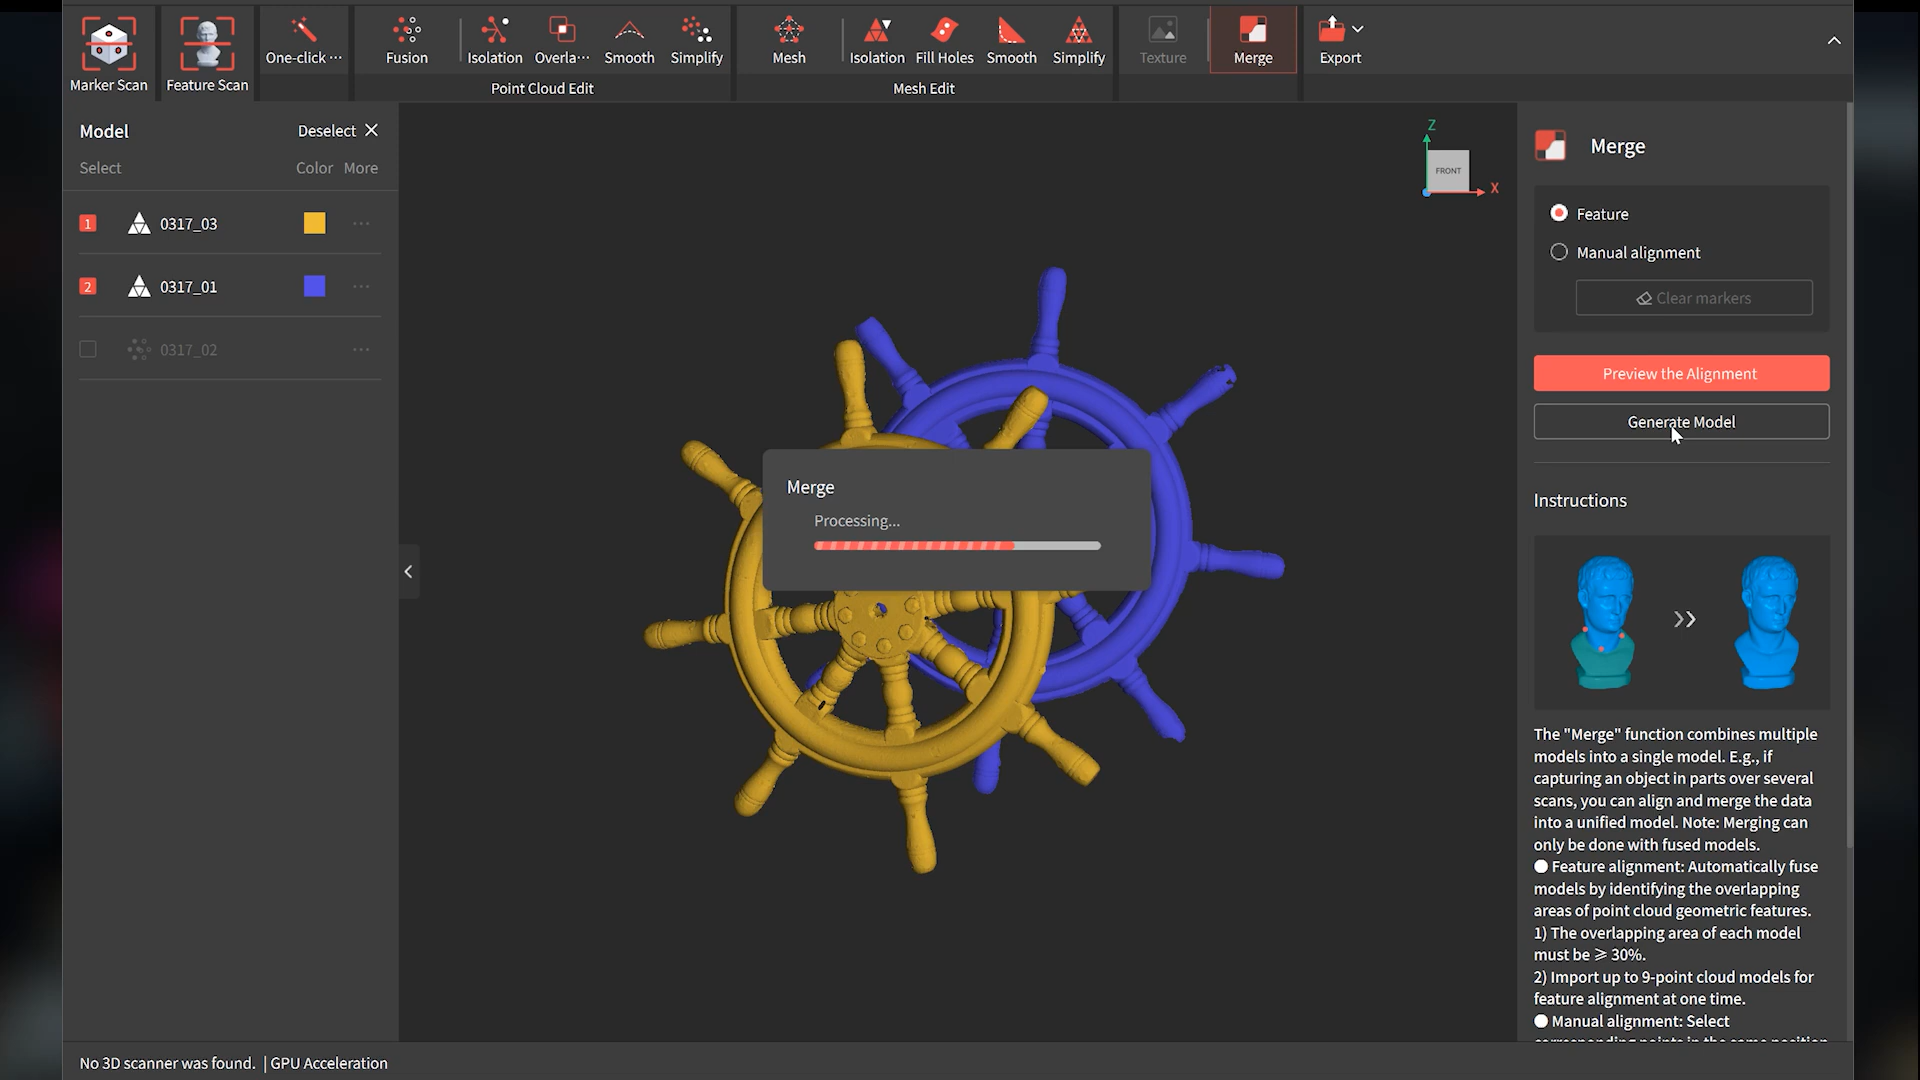 Marker Scan
Feature Scan
One-click ···
Fusion
Isolation
Overla···
Smooth
Simplify
Point Cloud Edit
Mesh
Isolation
Fill Holes
Smooth
Simplify
Mesh Edit
Texture
Merge
Export
Model
Deselect
Select
Color
More
1
0317_03
2
0317_01
0317_02
Z
FRONT
X
Merge
Processing...
Merge
Feature
Manual alignment
Clear markers
Preview the Alignment
Generate Model
Instructions
The "Merge" function combines multiple
models into a single model. E.g., if
capturing an object in parts over several
scans, you can align and merge the data
into a unified model. Note: Merging can
only be done with fused models.
● Feature alignment: Automatically fuse
models by identifying the overlapping
areas of point cloud geometric features.
1) The overlapping area of each model
must be ⩾ 30%.
2) Import up to 9-point cloud models for
feature alignment at one time.
● Manual alignment: Select
corresponding points in the same position
No 3D scanner was found. | GPU Acceleration